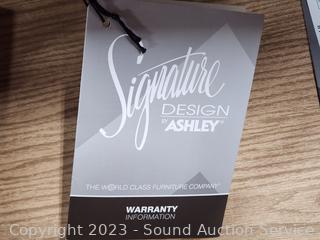 Signature
DESIGN
BY ASHLEY®
THE WORLD CLASS FURNITURE COMPANY
WARRANTY
INFORMATION
Copyright 2023 - Sound Auction Service